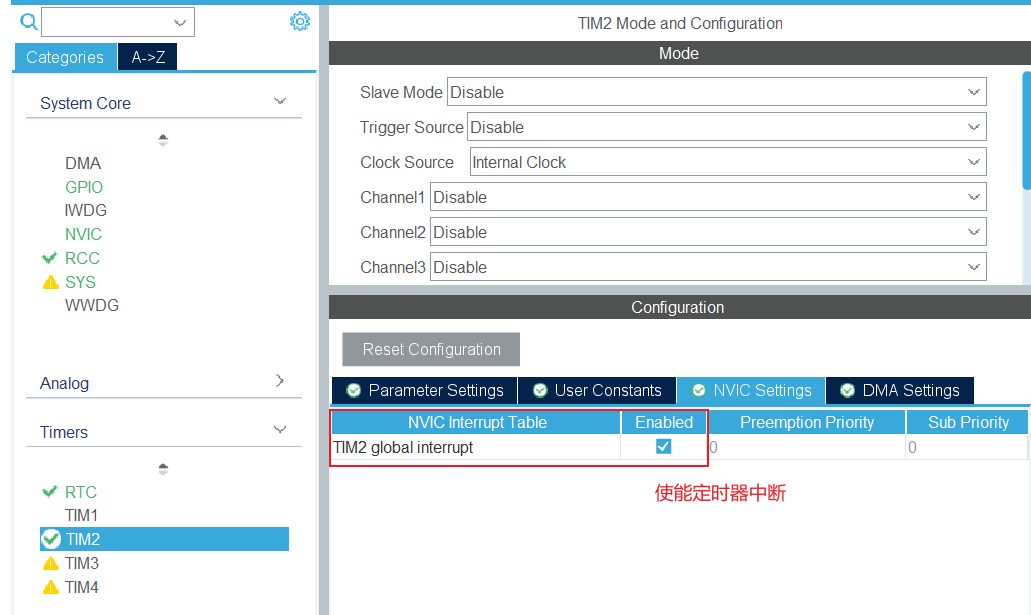 TIM2 Mode and Configuration
Categories A->Z
Mode
System Core
Slave Mode Disable
Trigger Source Disable
Clock Source Internal Clock
Channel1 Disable
Channel2 Disable
Channel3 Disable
DMA
GPIO
IWDG
NVIC
RCC
SYS
WWDG
Analog
Timers
RTC
TIM1
TIM2
TIM3
TIM4
Configuration
Reset Configuration
Parameter Settings User Constants NVIC Settings DMA Settings
NVIC Interrupt Table Enabled Preemption Priority Sub Priority
TIM2 global interrupt 0 0
使能定时器中断